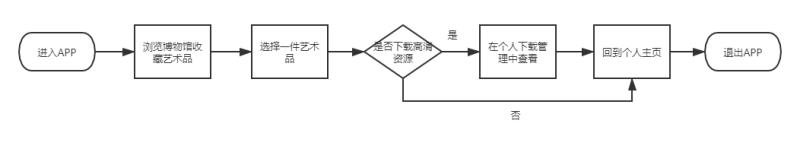 进入APP
浏览博物馆收
藏艺术品
选择一件艺术
品
是否下载高清
资源
是
在个人下载管
理中查看
回到个人主页
退出APP
否